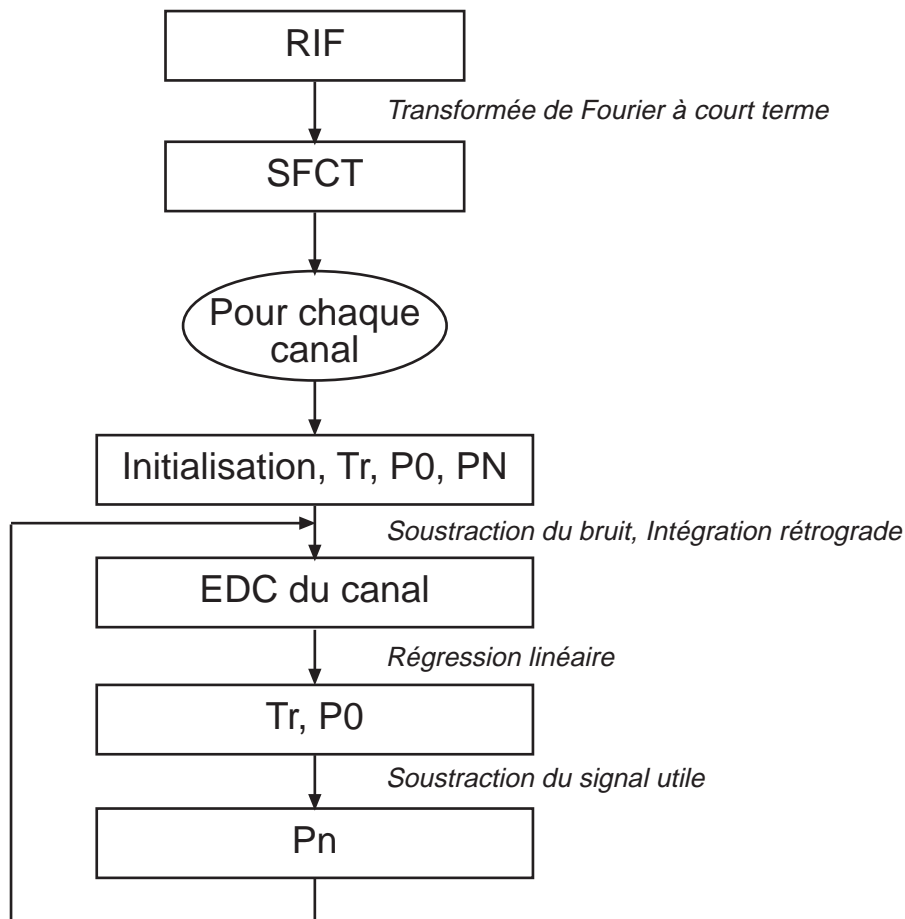 RIF
Transformée de Fourier à court terme
SFCT
Pour chaque
canal
Initialisation, Tr, P0, PN
Soustraction du bruit, Intégration rétrograde
EDC du canal
Régression linéaire
Tr, P0
Soustraction du signal utile
Pn